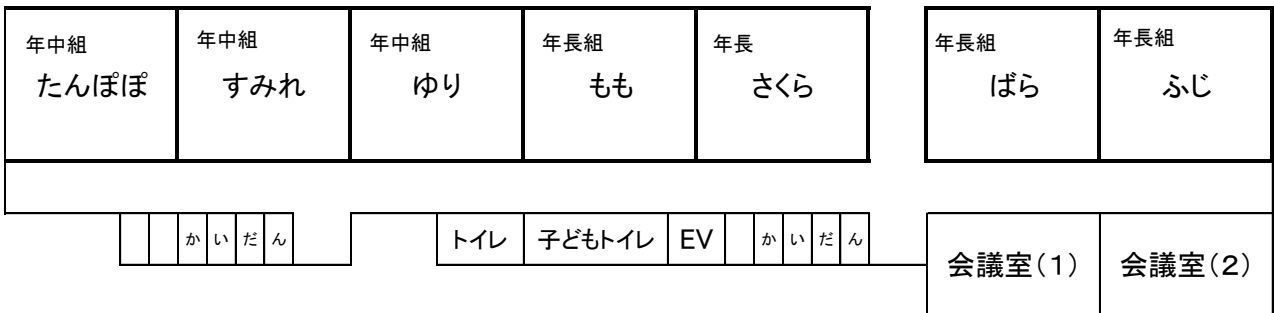 年中組
たんぽぽ
年中組
すみれ
年中組
ゆり
年長組
もも
年長
さくら
年長組
ばら
年長組
ふじ
かいだん
トイレ
子どもトイレ
EV
かいだん
会議室(1)
会議室(2)